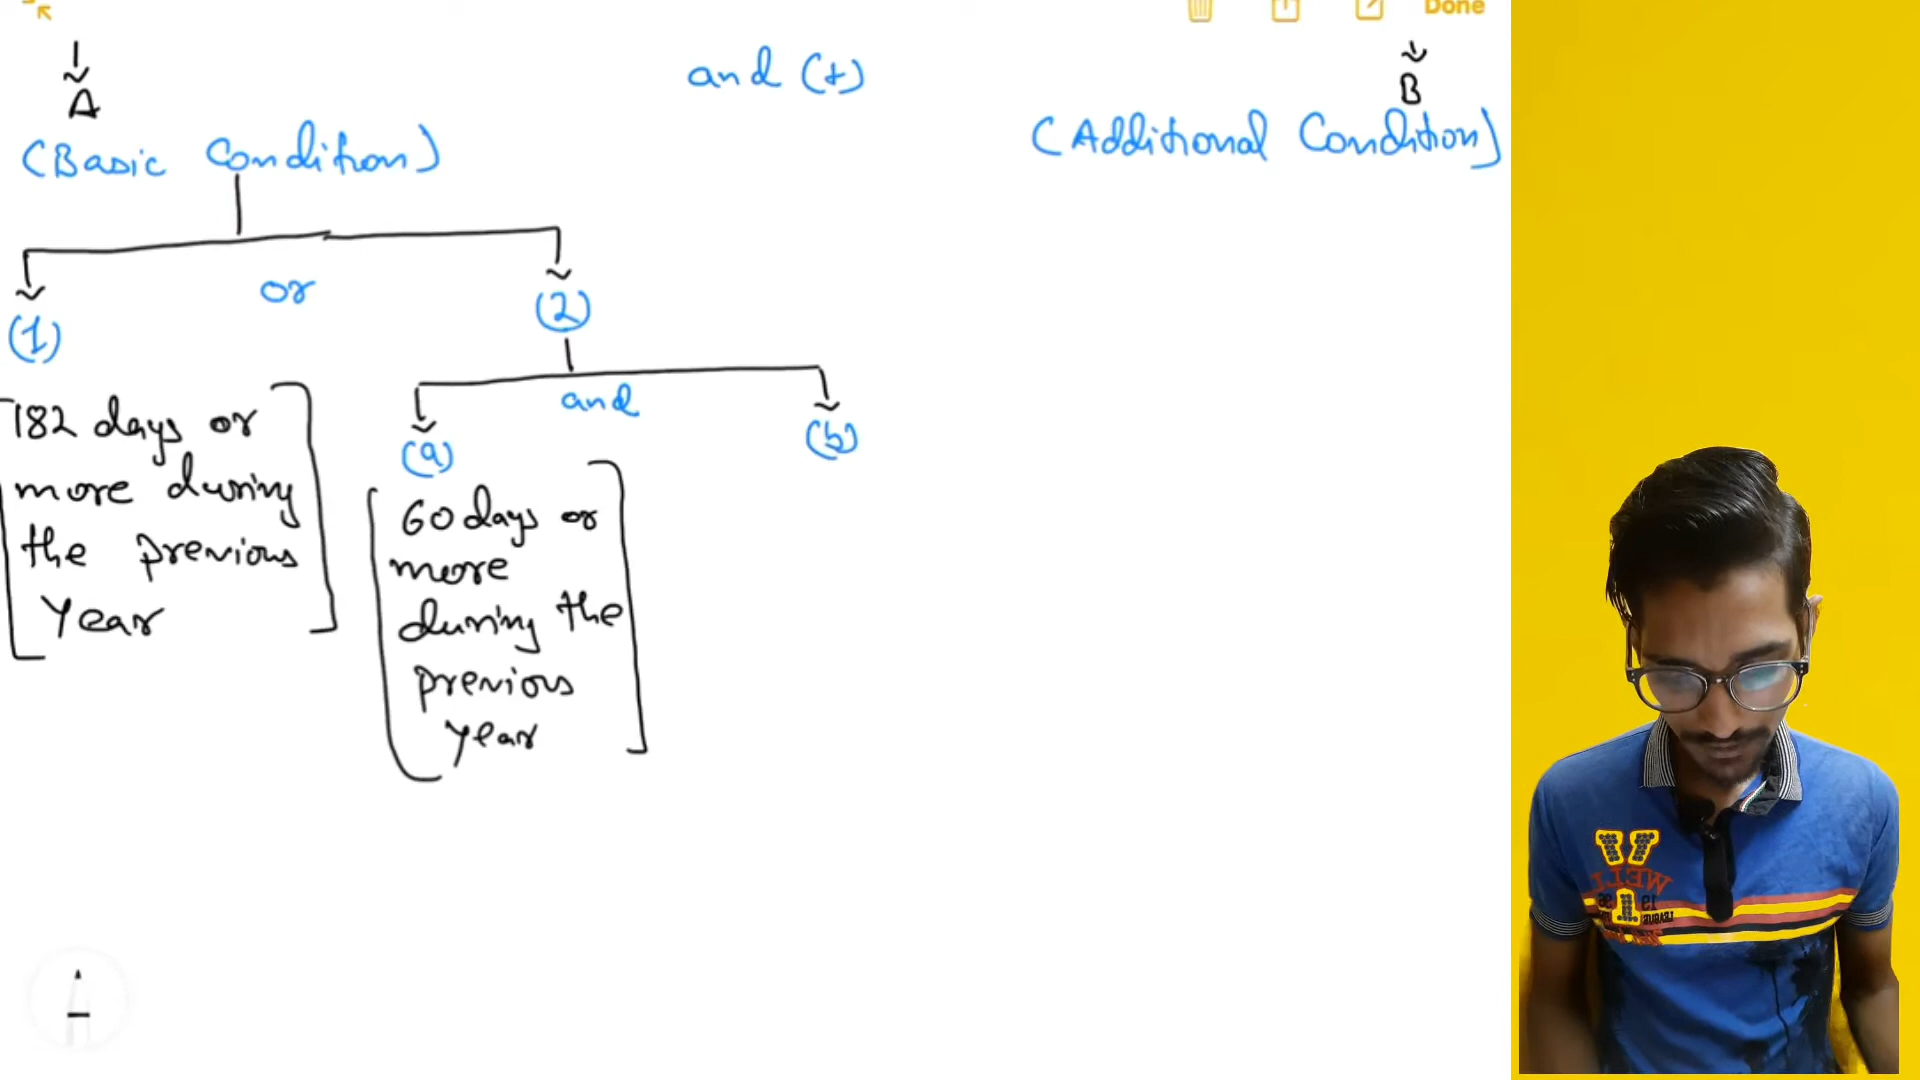 Done
A
and (+)
B
(Basic Condition)
(Additional Condition)
or
(1)
(2)
and
(a)
(b)
182 days or
more during
the previous
Year
60 days or
more
during the
previous
year
A